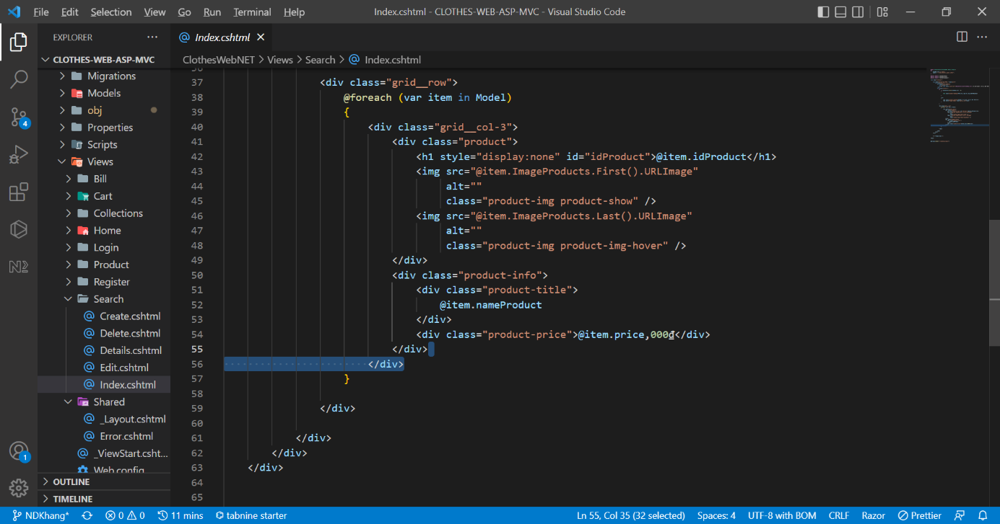 File Edit Selection View Go Run Terminal Help
Index.cshtml - CLOTHES-WEB-ASP-MVC - Visual Studio Code
EXPLORER
Index.cshtml
CLOTHES-WEB-ASP-MVC
ClothesWebNET > Views > Search > Index.cshtml
Migrations
Models
obj
Properties
Scripts
Views
Bill
Cart
Collections
Home
Login
Product
Register
Search
Create.cshtml
Delete.cshtml
Details.cshtml
Edit.cshtml
Index.cshtml
Shared
_Layout.cshtml
Error.cshtml
_ViewStart.csht...
Web.config
OUTLINE
TIMELINE
4
1
36
37 <div class="grid__row">
38 @foreach (var item in Model)
39 {
40 <div class="grid__col-3">
41 <div class="product">
42 <h1 style="display:none" id="idProduct">@item.idProduct</h1>
43 <img src="@item.ImageProducts.First().URLImage"
44 alt=""
45 class="product-img product-show" />
46 <img src="@item.ImageProducts.Last().URLImage"
47 alt=""
48 class="product-img product-img-hover" />
49 </div>
50 <div class="product-info">
51 <div class="product-title">
52 @item.nameProduct
53 </div>
54 <div class="product-price">@item.price,000₫</div>
55 </div>
56 </div>
57 }
58
59 </div>
60
61 </div>
62 </div>
63 </div>
64
65
NDKhang* 0 0 11 mins tabnine starter Ln 55, Col 35 (32 selected) Spaces: 4 UTF-8 with BOM CRLF Razor Prettier